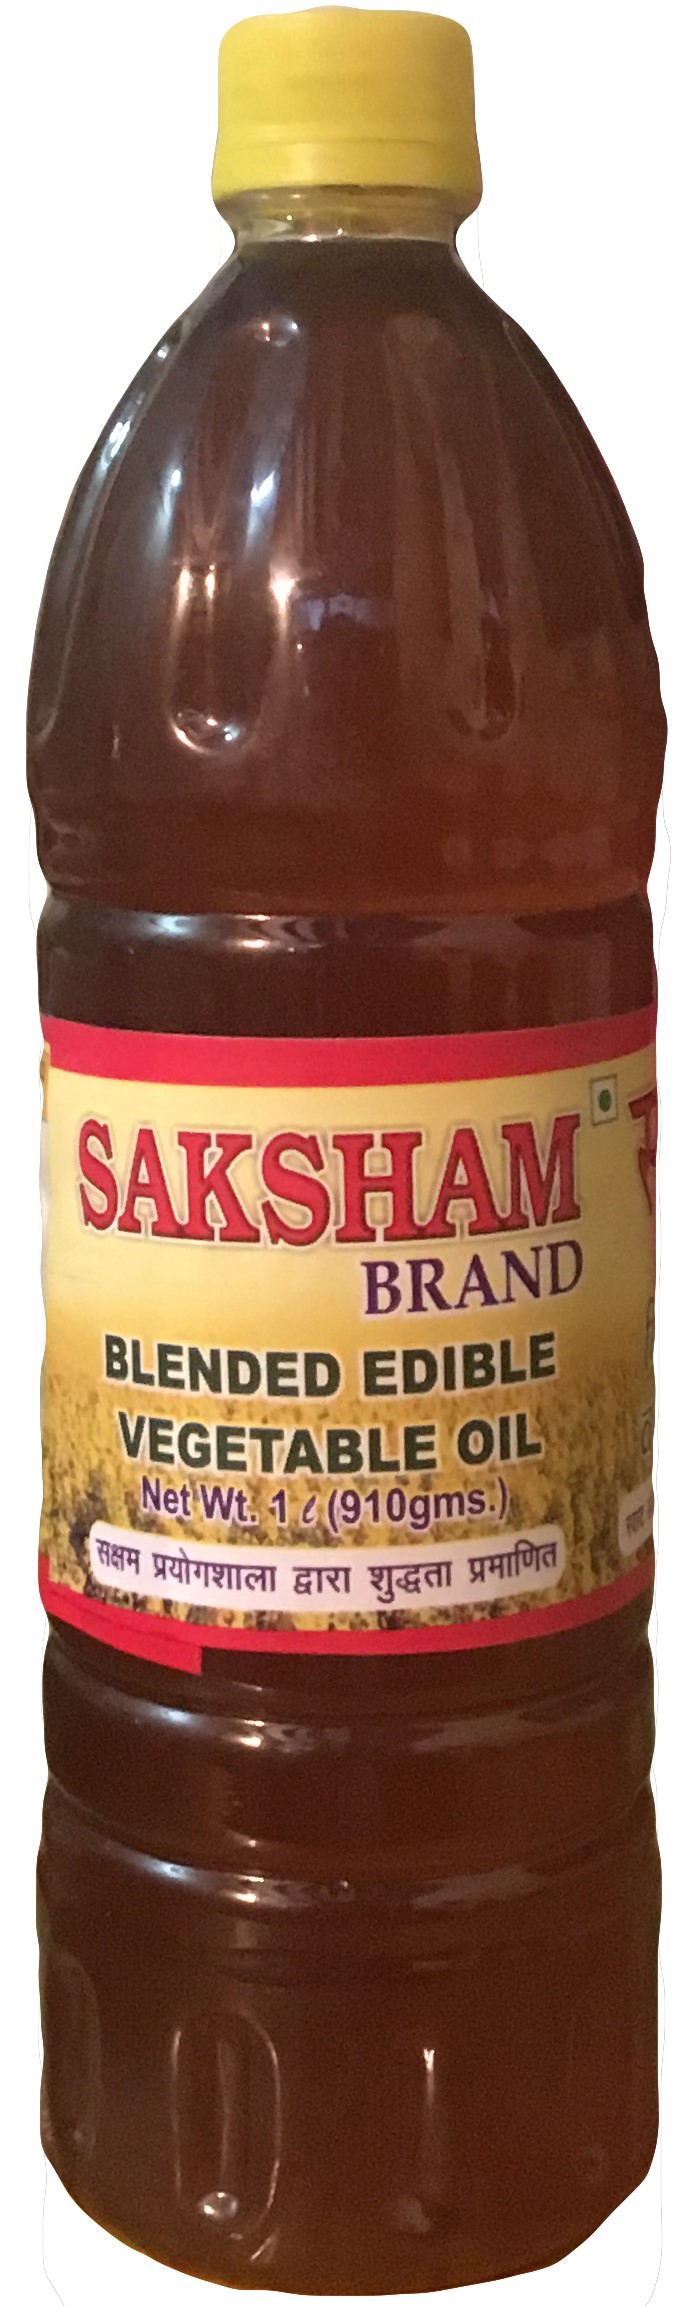 SAKSHAM
BRAND
BLENDED EDIBLE
VEGETABLE OIL
Net Wt. 1 ℓ (910gms.)
सक्षम प्रयोगशाला द्वारा शुद्धता प्रमाणित